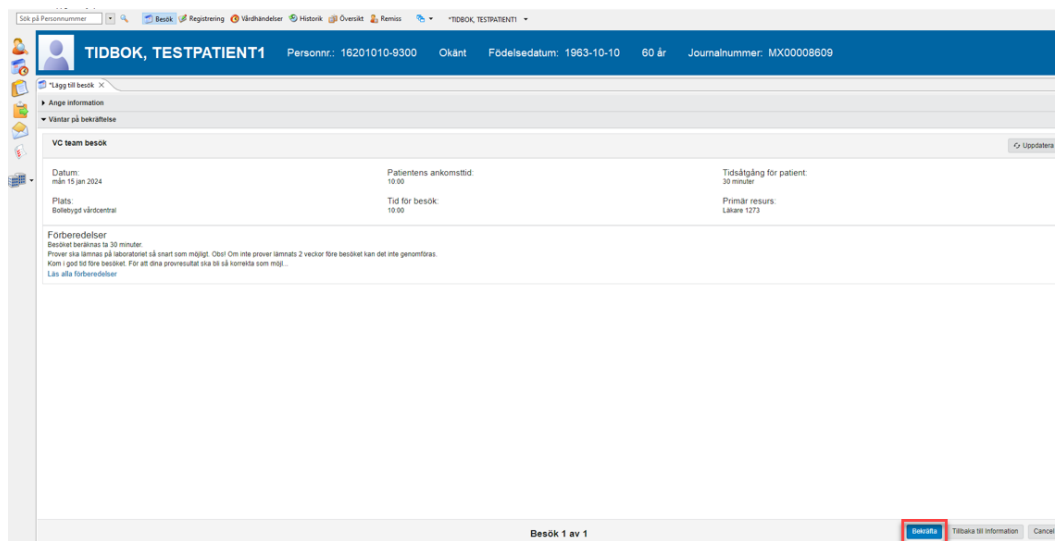 Sök på Personnummer Besök Registrering Vårdhändelser Historik Översikt Remiss *TIDBOK, TESTPATIENT1
TIDBOK, TESTPATIENT1 Personnr.: 16201010-9300 Okänt Födelsedatum: 1963-10-10 60 år Journalnummer: MX00008609
*Lägg till besök
Ange information
Väntar på bekräftelse
VC team besök Uppdatera
Datum: Patientens ankomsttid: Tidsåtgång för patient:
mån 15 jan 2024 10:00 30 minuter
Plats: Tid för besök: Primär resurs:
Bollebygd vårdcentral 10:00 Läkare 1273
Förberedelser
Besöket beräknas ta 30 minuter.
Prover ska lämnas på laboratoriet så snart som möjligt. Obs! Om inte prover lämnats 2 veckor före besöket kan det inte genomföras.
Kom i god tid före besöket. För att dina provresultat ska bli så korrekta som möjl...
Läs alla förberedelser
Besök 1 av 1 Bekräfta Tillbaka till Information Cancel